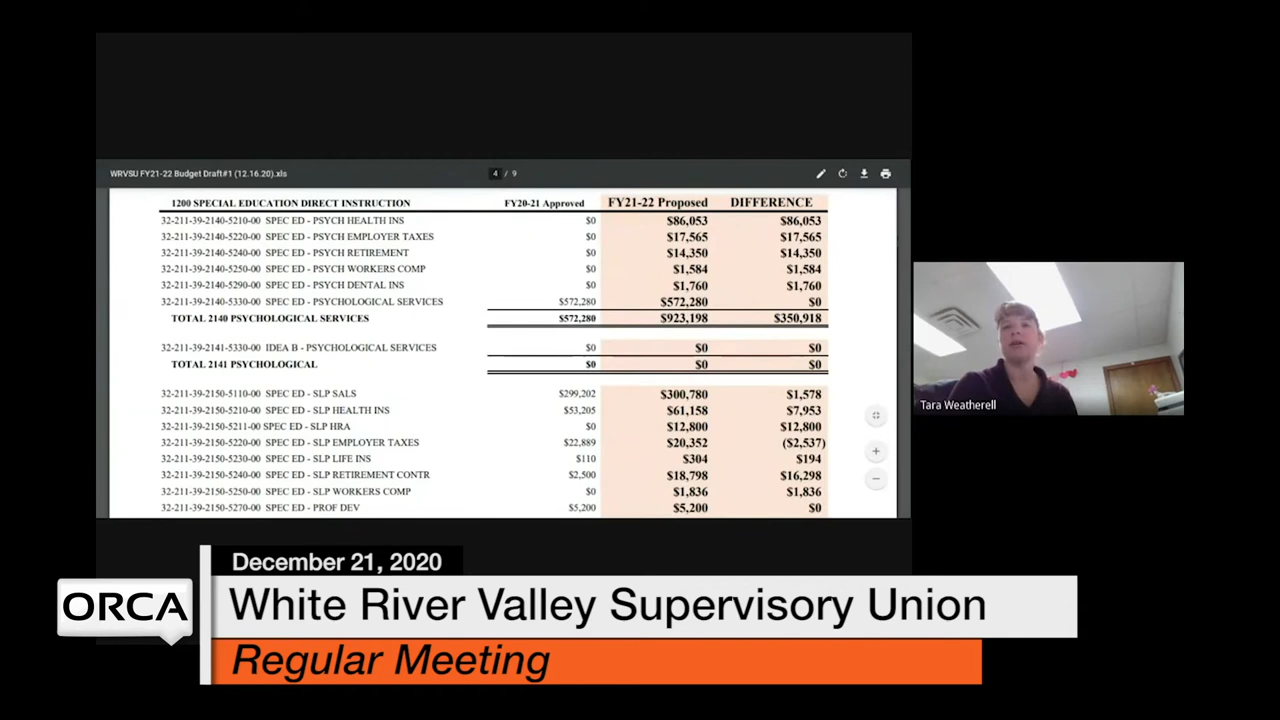 WRVSU FY21-22 Budget Draft#1 (12.16.20).xls 4 / 9
1200 SPECIAL EDUCATION DIRECT INSTRUCTION FY20-21 Approved FY21-22 Proposed DIFFERENCE
32-211-39-2140-5210-00 SPEC ED - PSYCH HEALTH INS $0 $86,053 $86,053
32-211-39-2140-5220-00 SPEC ED - PSYCH EMPLOYER TAXES $0 $17,565 $17,565
32-211-39-2140-5240-00 SPEC ED - PSYCH RETIREMENT $0 $14,350 $14,350
32-211-39-2140-5250-00 SPEC ED - PSYCH WORKERS COMP $0 $1,584 $1,584
32-211-39-2140-5290-00 SPEC ED - PSYCH DENTAL INS $0 $1,760 $1,760
32-211-39-2140-5330-00 SPEC ED - PSYCHOLOGICAL SERVICES $572,280 $572,280 $0
TOTAL 2140 PSYCHOLOGICAL SERVICES $572,280 $923,198 $350,918
32-211-39-2141-5330-00 IDEA B - PSYCHOLOGICAL SERVICES $0 $0 $0
TOTAL 2141 PSYCHOLOGICAL $0 $0 $0
32-211-39-2150-5110-00 SPEC ED - SLP SALS $299,202 $300,780 $1,578
32-211-39-2150-5210-00 SPEC ED - SLP HEALTH INS $53,205 $61,158 $7,953
32-211-39-2150-5211-00 SPEC ED - SLP HRA $0 $12,800 $12,800
32-211-39-2150-5220-00 SPEC ED - SLP EMPLOYER TAXES $22,889 $20,352 ($2,537)
32-211-39-2150-5230-00 SPEC ED - SLP LIFE INS $110 $304 $194
32-211-39-2150-5240-00 SPEC ED - SLP RETIREMENT CONTR $2,500 $18,798 $16,298
32-211-39-2150-5250-00 SPEC ED - SLP WORKERS COMP $0 $1,836 $1,836
32-211-39-2150-5270-00 SPEC ED - PROF DEV $5,200 $5,200 $0
Tara Weatherell
December 21, 2020
ORCA
White River Valley Supervisory Union
Regular Meeting